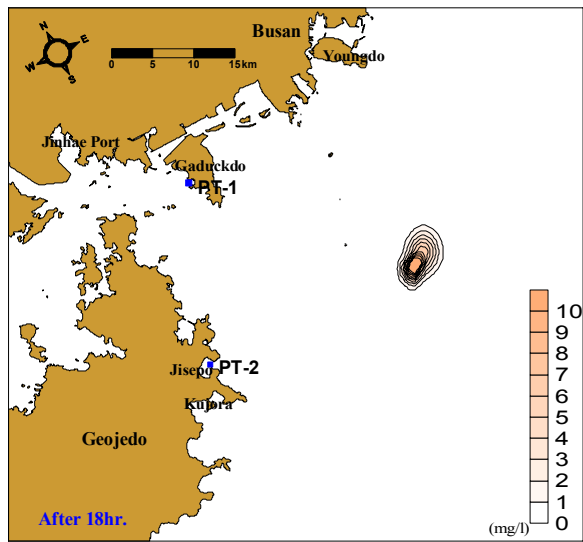 N
E
W
S
0 5 10 15km
Busan
Youngdo
Jinhae Port
Gaduckdo
PT-1
Jisepo
PT-2
Kujora
Geojedo
After 18hr.
10
9
8
7
6
5
4
3
2
1
0
(mg/l)